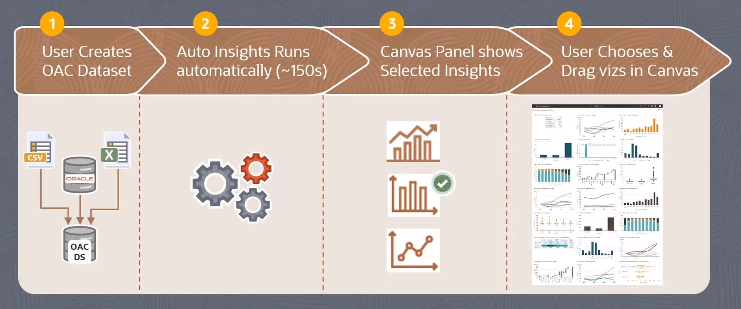 1
User Creates
OAC Dataset
2
Auto Insights Runs
automatically (~150s)
3
Canvas Panel shows
Selected Insights
4
User Chooses &
Drag vizs in Canvas
CSV
ORACLE
X
OAC
DS